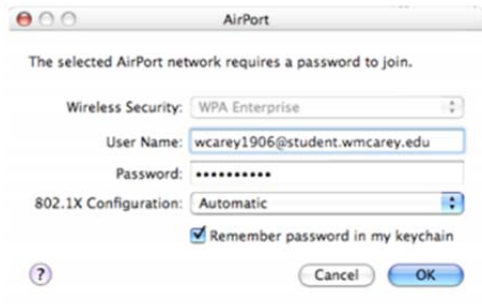 AirPort
The selected AirPort network requires a password to join.
Wireless Security: WPA Enterprise
User Name: wcarey1906@student.wmcarey.edu
Password: ••••••••••
802.1X Configuration: Automatic
Remember password in my keychain
? Cancel OK